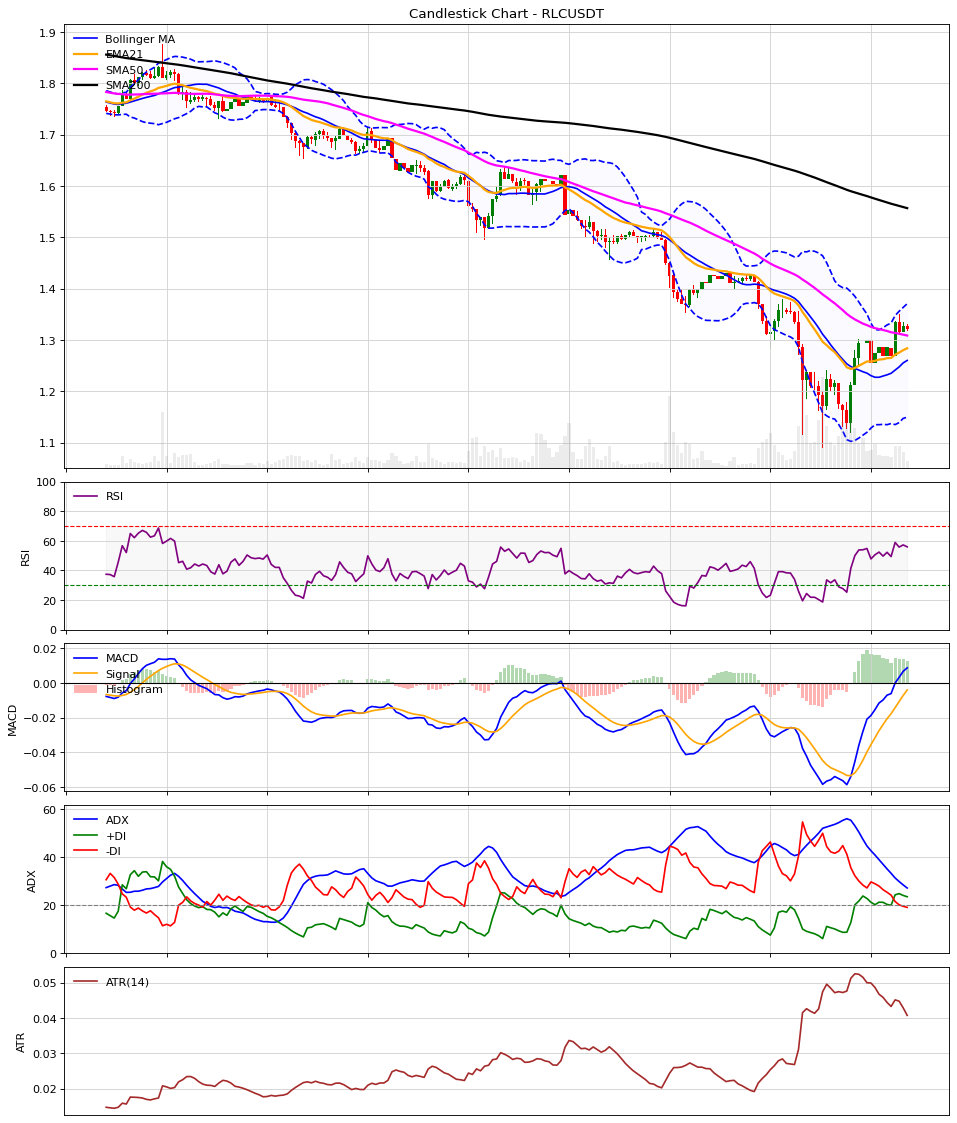 Candlestick Chart - RLCUSDT
Bollinger MA
EMA21
SMA50
SMA200
1.9
1.8
1.7
1.6
1.5
1.4
1.3
1.2
1.1
RSI
RSI
100
80
60
40
20
0
MACD
Signal
Histogram
MACD
0.02
0.00
−0.02
−0.04
−0.06
ADX
+DI
-DI
ADX
60
40
20
0
ATR(14)
ATR
0.05
0.04
0.03
0.02